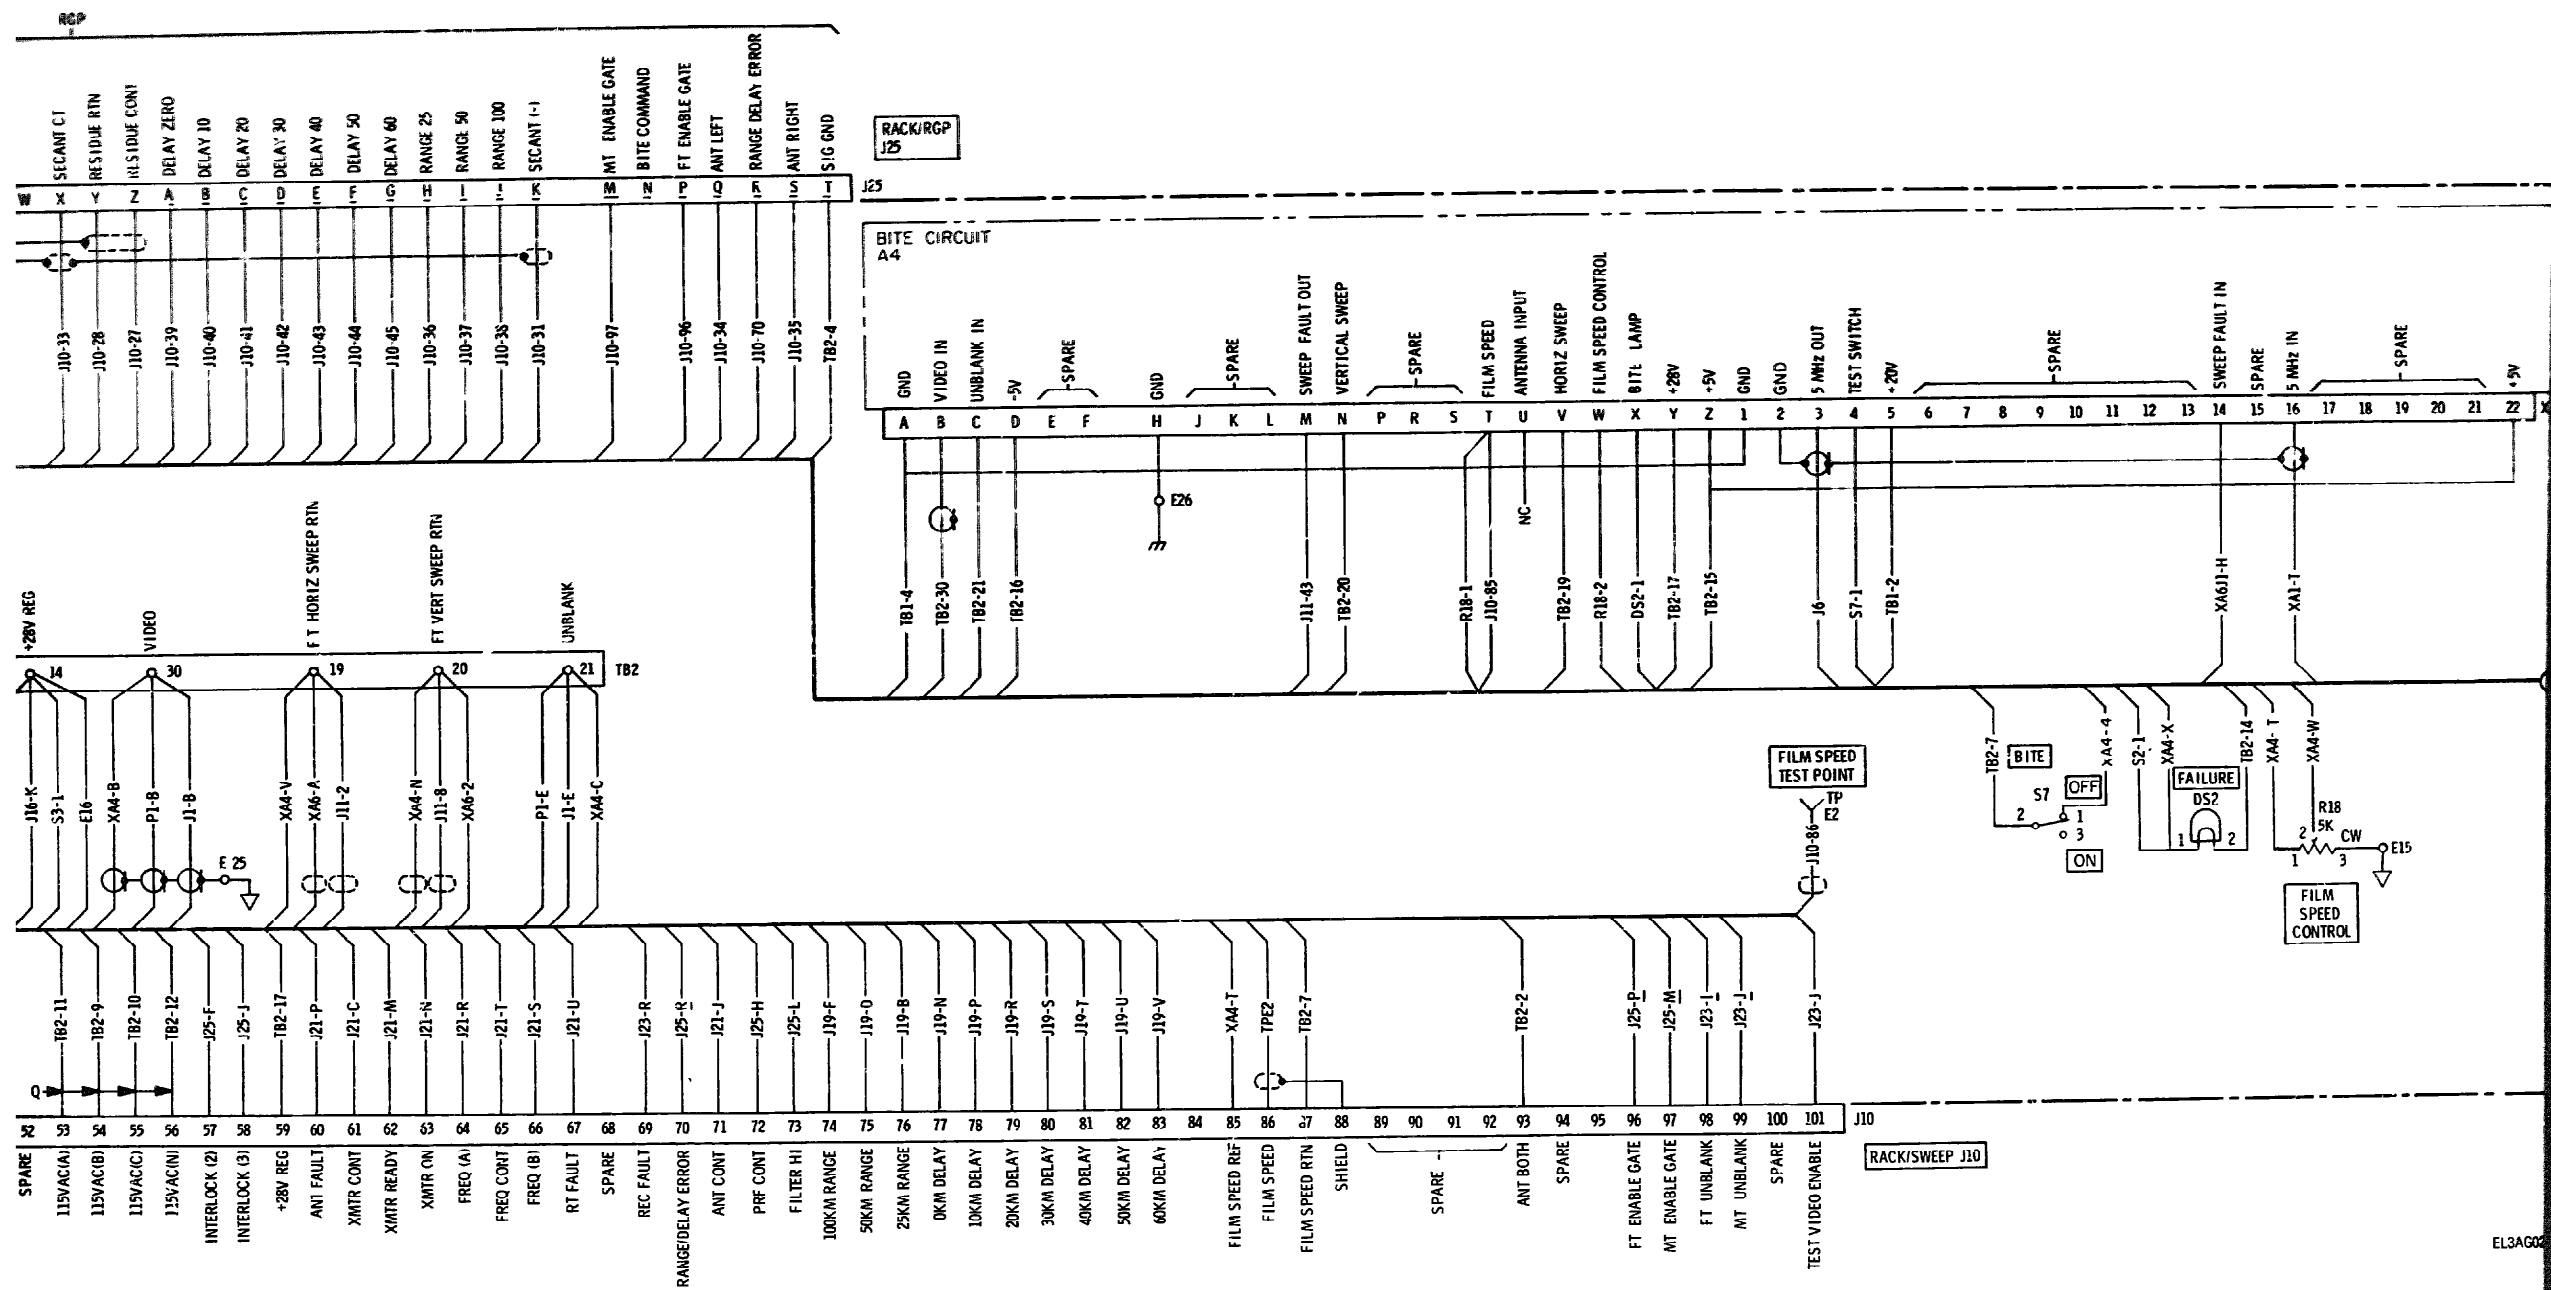 RGP
SECANT CT
RESIDUE RTN
RESIDUE CONT
DELAY ZERO
DELAY 10
DELAY 20
DELAY 30
DELAY 40
DELAY 50
DELAY 60
RANGE 25
RANGE 50
RANGE 100
SECANT (-)
MT ENABLE GATE
BITE COMMAND
FT ENABLE GATE
ANT LEFT
RANGE DELAY ERROR
ANT RIGHT
SIG GND
RACK/RGP
J25
W X Y Z A B C D E F G H I J K M N P Q R S T J25
J10-33
J10-28
J10-27
J10-39
J10-40
J10-41
J10-42
J10-43
J10-44
J10-45
J10-36
J10-37
J10-38
J10-31
J10-97
J10-96
J10-34
J10-70
J10-35
TB2-4
BITE CIRCUIT
A4
GND
VIDEO IN
UNBLANK IN
-5V
SPARE
GND
SPARE
SWEEP FAULT OUT
VERTICAL SWEEP
SPARE
FILM SPEED
ANTENNA INPUT
HORIZ SWEEP
FILM SPEED CONTROL
BITE LAMP
+28V
+5V
GND
GND
5 MHz OUT
TEST SWITCH
+20V
SPARE
SWEEP FAULT IN
SPARE
5 MHz IN
SPARE
+5V
A B C D E F H J K L M N P R S T U V W X Y Z 1 2 3 4 5 6 7 8 9 10 11 12 13 14 15 16 17 18 19 20 21 22
E26
NC
TB1-4
TB2-30
TB2-21
TB2-16
J11-43
TB2-20
R18-1
J10-85
TB2-19
R18-2
DS2-1
TB2-17
TB2-15
J6
S7-1
TB1-2
XA6J1-H
XA1-T
+28V REG
VIDEO
FT HORIZ SWEEP RTN
FT VERT SWEEP RTN
UNBLANK
14 30 19 20 21 TB2
J16-K
S3-1
E16
XA4-B
P1-B
J1-B
XA4-V
XA6-A
J11-2
XA4-N
J11-8
XA6-2
P1-E
J1-E
XA4-C
E 25
FILM SPEED
TEST POINT
TP
E2
J10-86
TB2-7
BITE
XA4-4
S7
OFF
2
1
3
ON
S2-1
XA4-X
TB2-14
FAILURE
DS2
1 2
XA4-T
XA4-W
R18
5K
CW
2
1 3
E15
FILM
SPEED
CONTROL
TB2-11
TB2-9
TB2-10
TB2-12
J25-F
J25-J
TB2-17
J21-P
J21-C
J21-M
J21-N
J21-R
J21-T
J21-S
J21-U
J23-R
J25-R
J21-J
J25-H
J25-L
J19-F
J19-O
J19-B
J19-N
J19-P
J19-R
J19-S
J19-T
J19-U
J19-V
XA4-T
TPE2
TB2-7
TB2-2
J25-P
J25-M
J23-I
J23-J
J23-J
Q
52 53 54 55 56 57 58 59 60 61 62 63 64 65 66 67 68 69 70 71 72 73 74 75 76 77 78 79 80 81 82 83 84 85 86 87 88 89 90 91 92 93 94 95 96 97 98 99 100 101 J10
SPARE
115VAC(A)
115VAC(B)
115VAC(C)
115VAC(N)
INTERLOCK (2)
INTERLOCK (3)
+28V REG
ANT FAULT
XMTR CONT
XMTR READY
XMTR ON
FREQ (A)
FREQ CONT
FREQ (B)
RT FAULT
SPARE
REC FAULT
RANGE/DELAY ERROR
ANT CONT
PRF CONT
FILTER HI
100KM RANGE
50KM RANGE
25KM RANGE
0KM DELAY
10KM DELAY
20KM DELAY
30KM DELAY
40KM DELAY
50KM DELAY
60KM DELAY
FILM SPEED REF
FILM SPEED
FILM SPEED RTN
SHIELD
SPARE
ANT BOTH
SPARE
FT ENABLE GATE
MT ENABLE GATE
FT UNBLANK
MT UNBLANK
SPARE
TEST VIDEO ENABLE
RACK/SWEEP J10